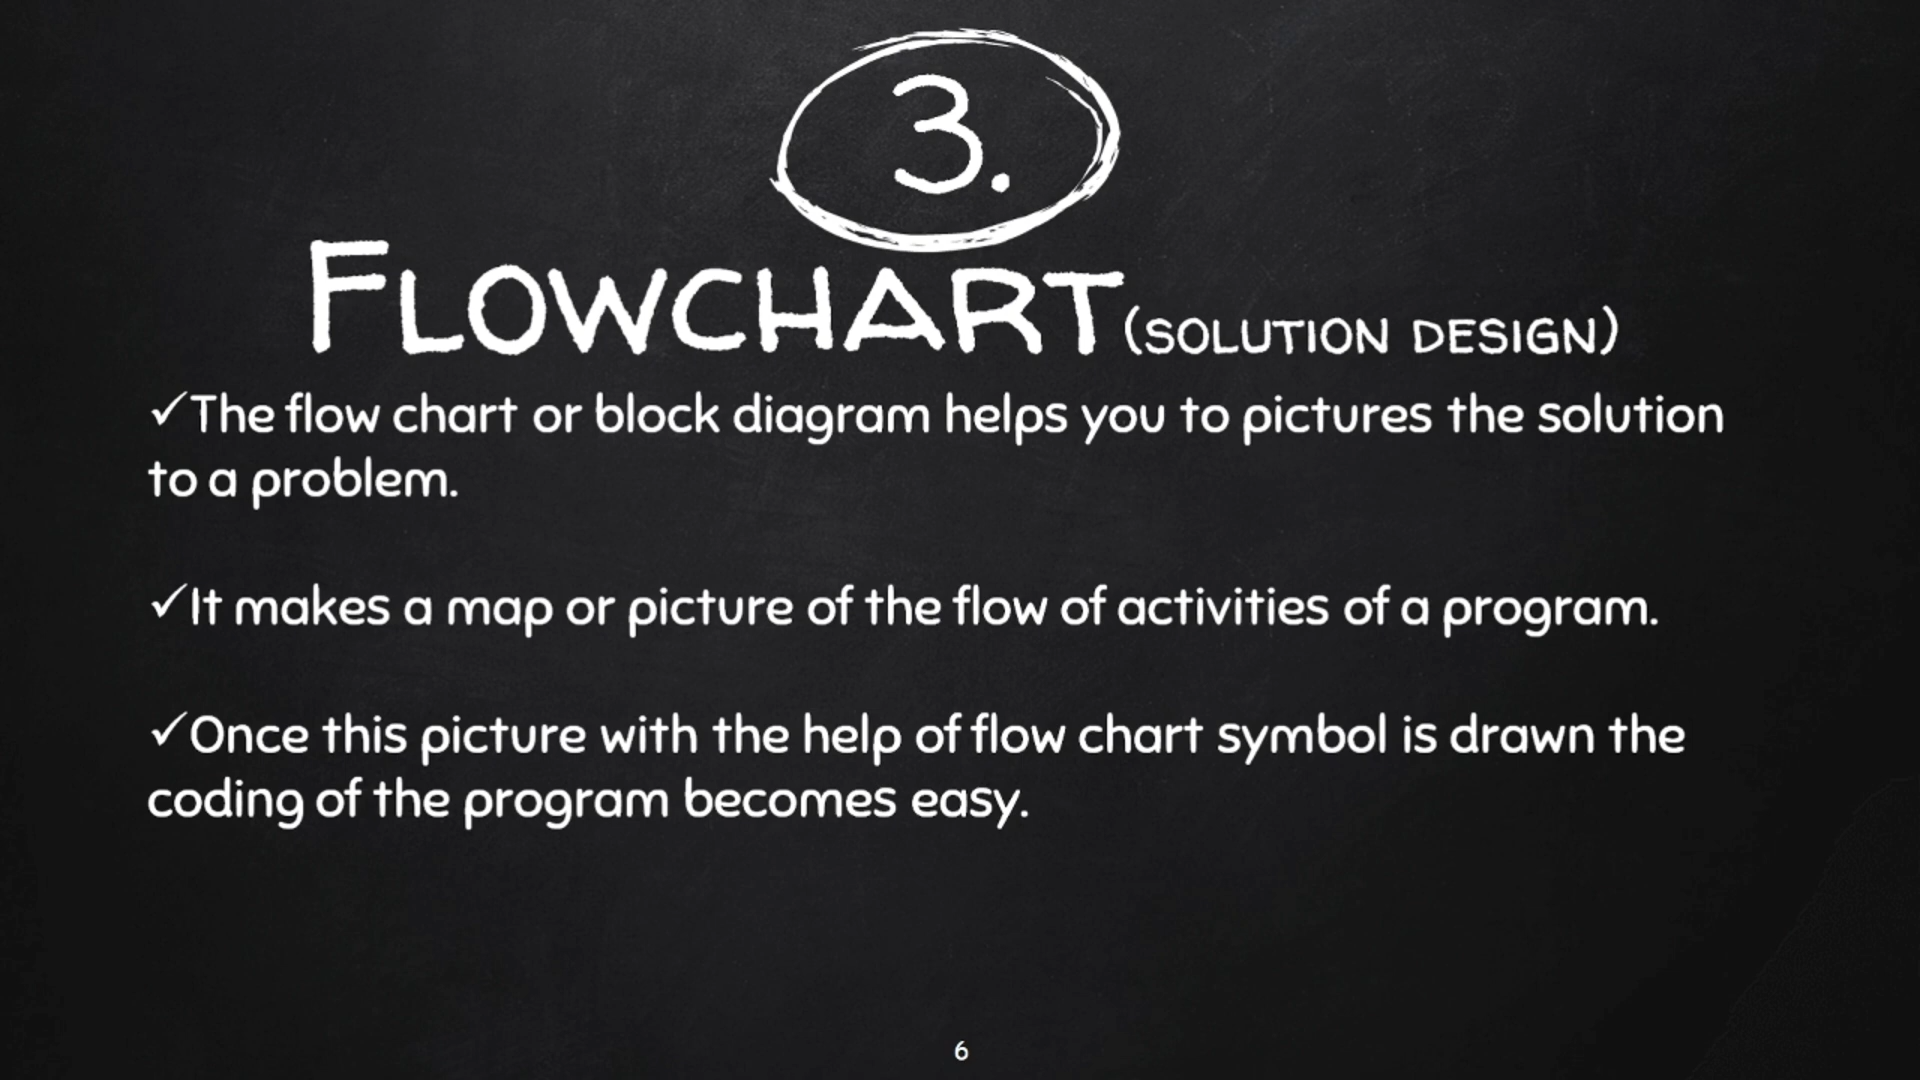 3.
FLOWCHART(SOLUTION DESIGN)
✓The flow chart or block diagram helps you to pictures the solution
to a problem.
✓It makes a map or picture of the flow of activities of a program.
✓Once this picture with the help of flow chart symbol is drawn the
coding of the program becomes easy.
6